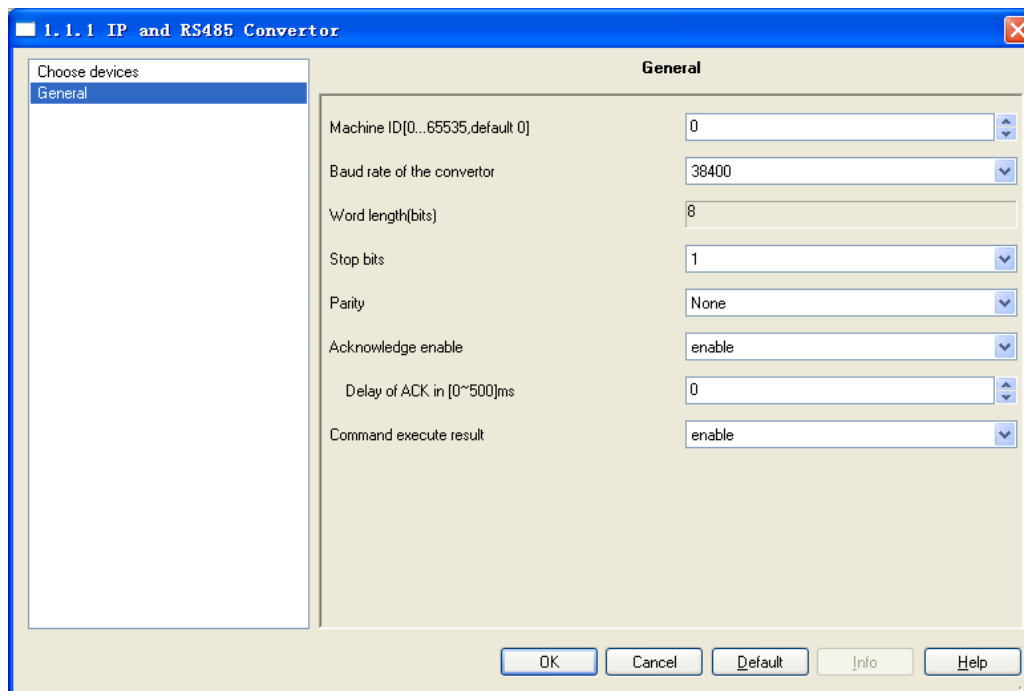 1.1.1 IP and RS485 Convertor
Choose devices
General
General
Machine ID[0...65535,default 0]
0
Baud rate of the convertor
38400
Word length(bits)
8
Stop bits
1
Parity
None
Acknowledge enable
enable
Delay of ACK in [0~500]ms
0
Command execute result
enable
OK
Cancel
Default
Info
Help